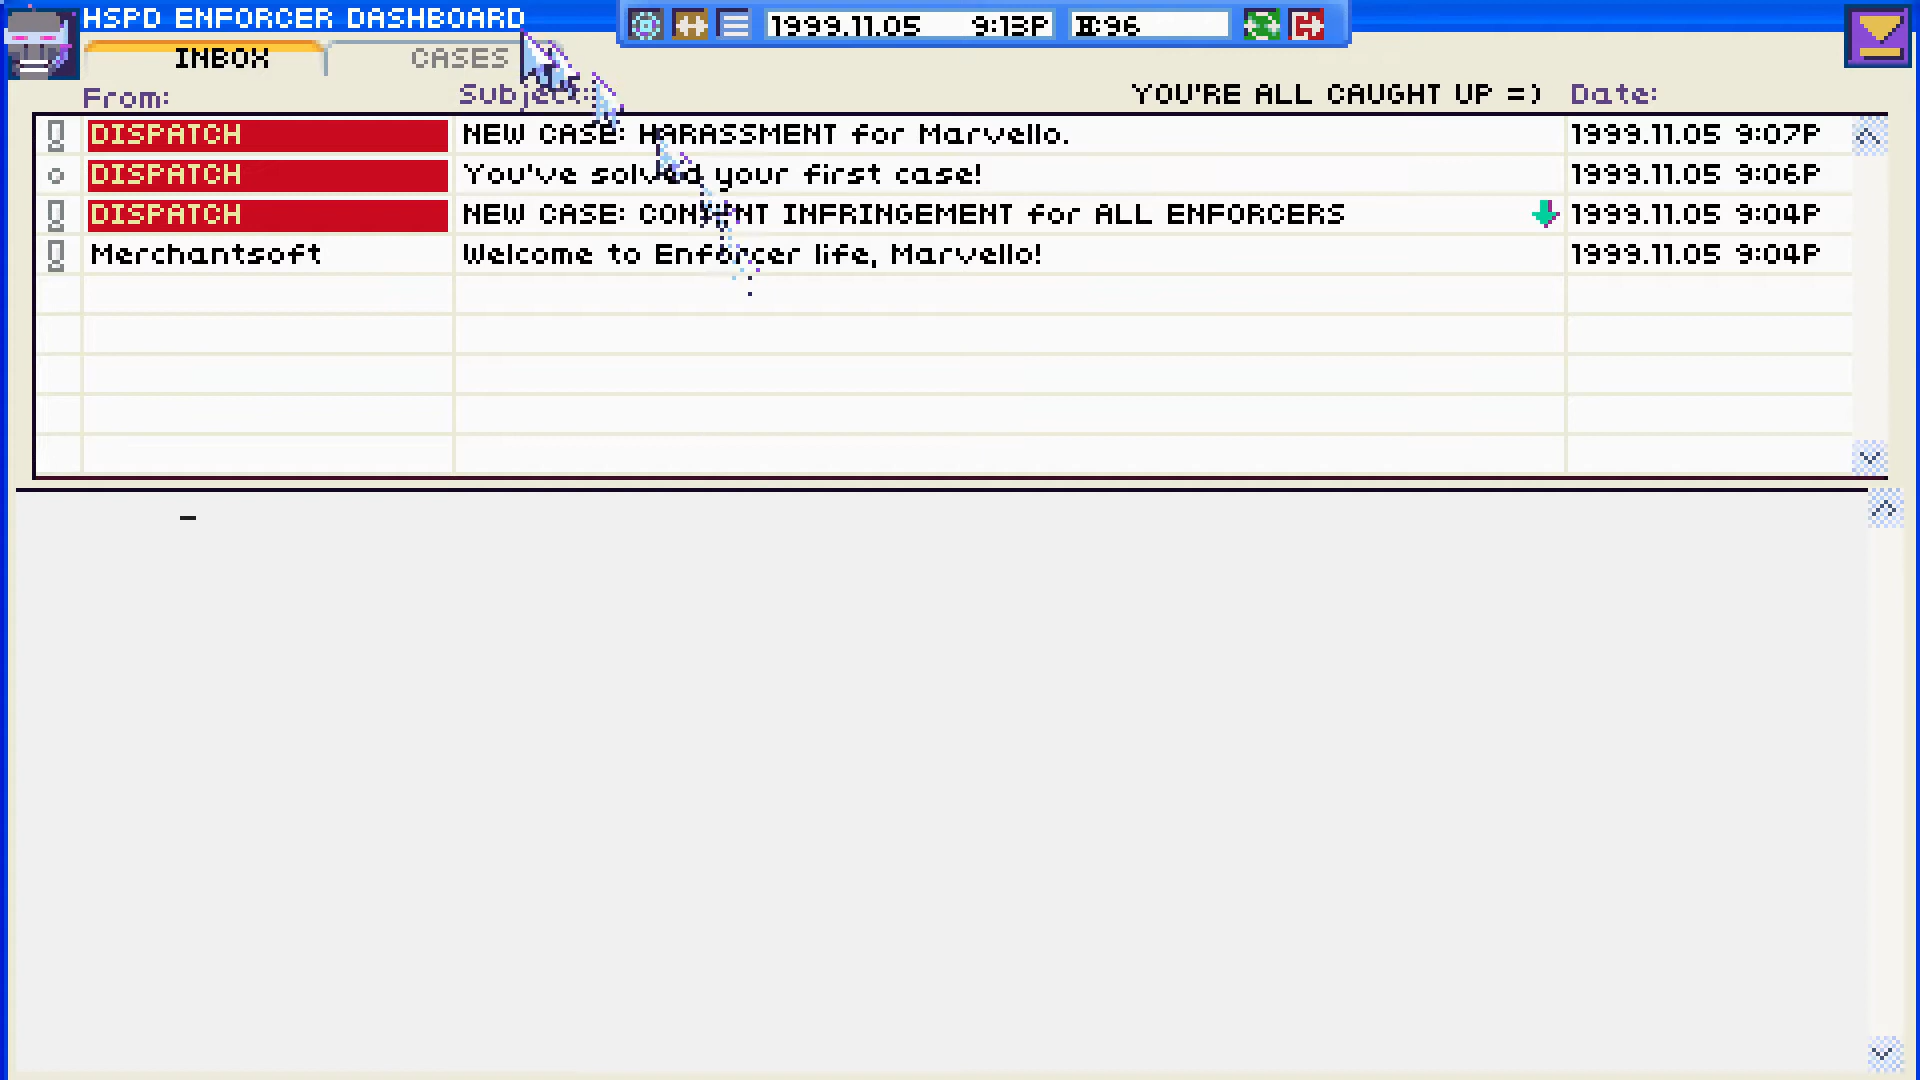 HSPD ENFORCER DASHBOARD
1999.11.05 9:13P
96
INBOX
CASES
From:
Subject:
YOU'RE ALL CAUGHT UP =)
Date:
DISPATCH NEW CASE: HARASSMENT for Marvello. 1999.11.05 9:07P
DISPATCH You've solved your first case! 1999.11.05 9:06P
DISPATCH NEW CASE: CONSENT INFRINGEMENT for ALL ENFORCERS 1999.11.05 9:04P
Merchantsoft Welcome to Enforcer life, Marvello! 1999.11.05 9:04P